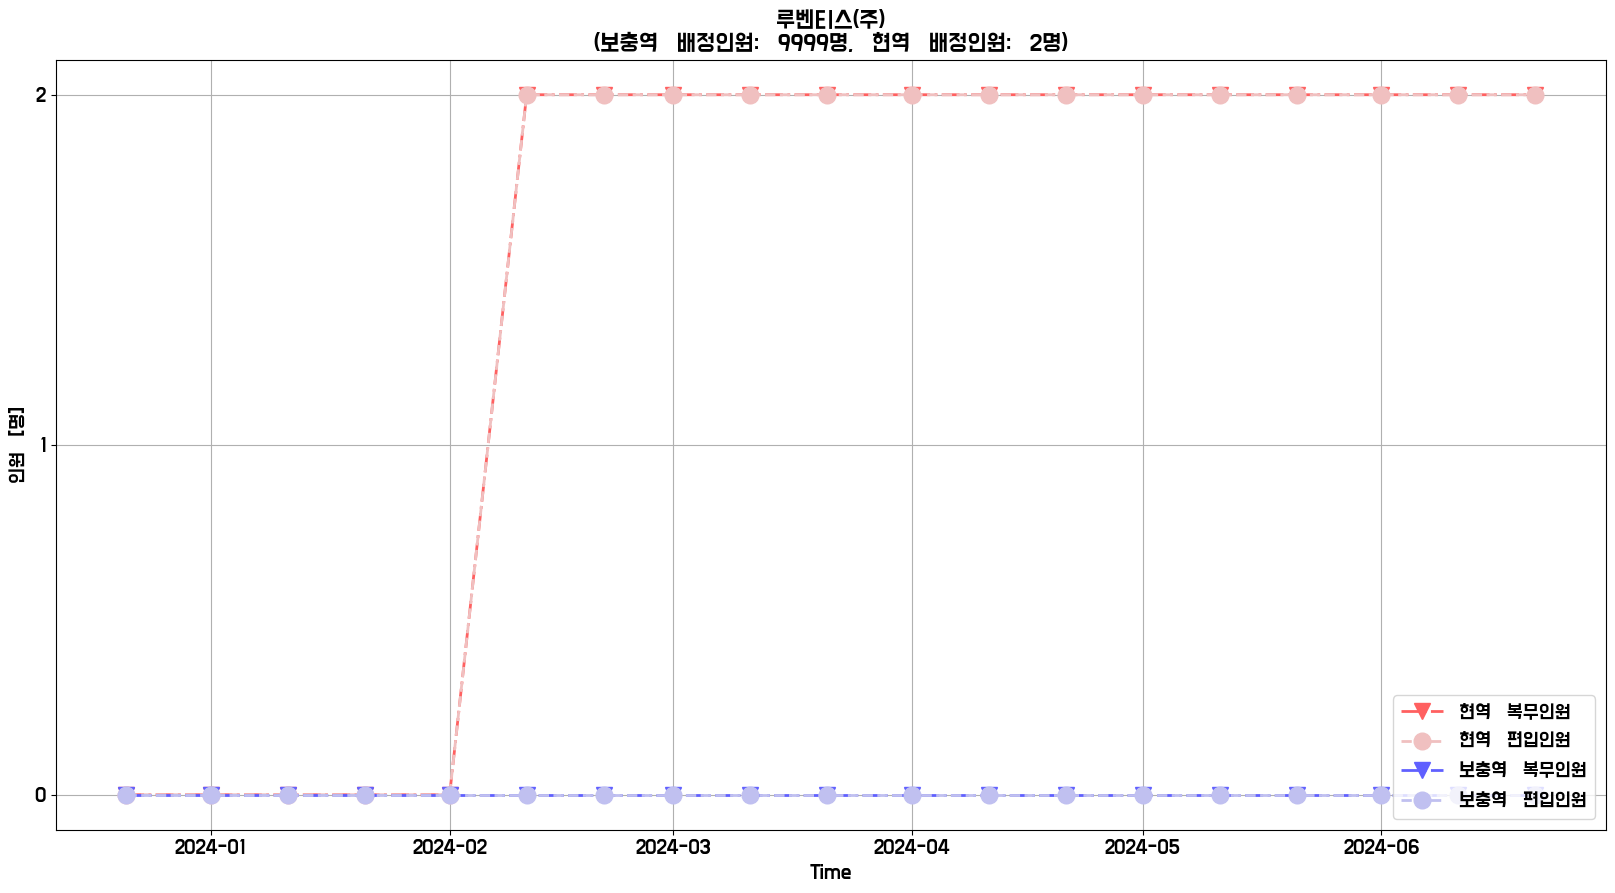 루벤티스(주)
(보충역 배정인원: 9999명, 현역 배정인원: 2명)
2
1
0
인원 [명]
2024-01 2024-02 2024-03 2024-04 2024-05 2024-06
Time
현역 복무인원
현역 편입인원
보충역 복무인원
보충역 편입인원